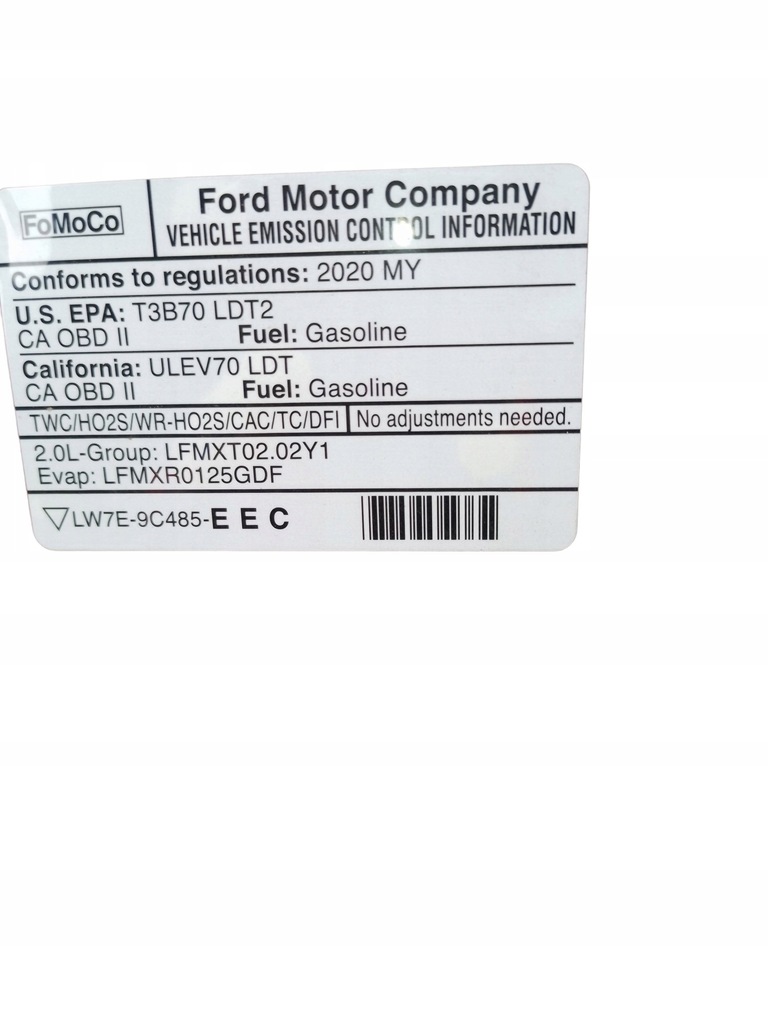 FoMoCo
Ford Motor Company
VEHICLE EMISSION CONTROL INFORMATION
Conforms to regulations: 2020 MY
U.S. EPA: T3B70 LDT2
CA OBD II Fuel: Gasoline
California: ULEV70 LDT
CA OBD II Fuel: Gasoline
TWC/HO2S/WR-HO2S/CAC/TC/DFI No adjustments needed.
2.0L-Group: LFMXT02.02Y1
Evap: LFMXR0125GDF
▽LW7E-9C485-E E C